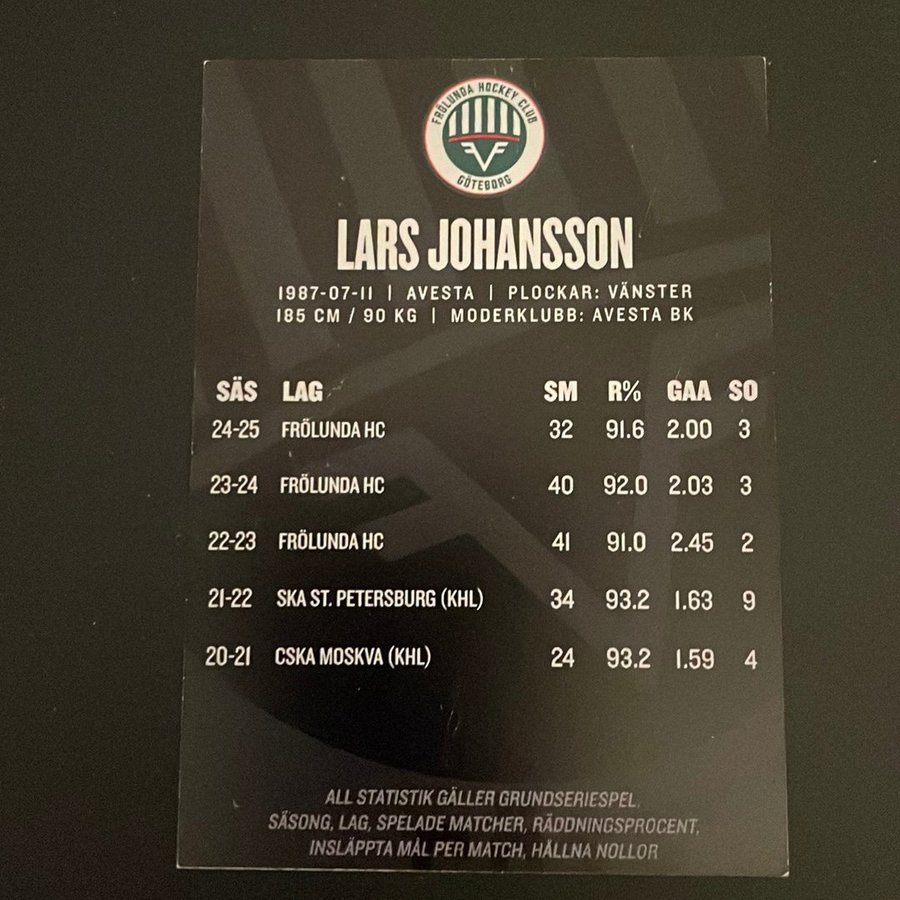 FRÖLUNDA HOCKEY CLUB
GÖTEBORG
LARS JOHANSSON
1987-07-11 | AVESTA | PLOCKAR: VÄNSTER
185 CM / 90 KG | MODERKLUBB: AVESTA BK
SÄS LAG SM R% GAA SO
24-25 FRÖLUNDA HC 32 91.6 2.00 3
23-24 FRÖLUNDA HC 40 92.0 2.03 3
22-23 FRÖLUNDA HC 41 91.0 2.45 2
21-22 SKA ST. PETERSBURG (KHL) 34 93.2 1.63 9
20-21 CSKA MOSKVA (KHL) 24 93.2 1.59 4
ALL STATISTIK GÄLLER GRUNDSERIESPEL.
SÄSONG, LAG, SPELADE MATCHER, RÄDDNINGSPROCENT,
INSLÄPPTA MÅL PER MATCH, HÅLLNA NOLLOR